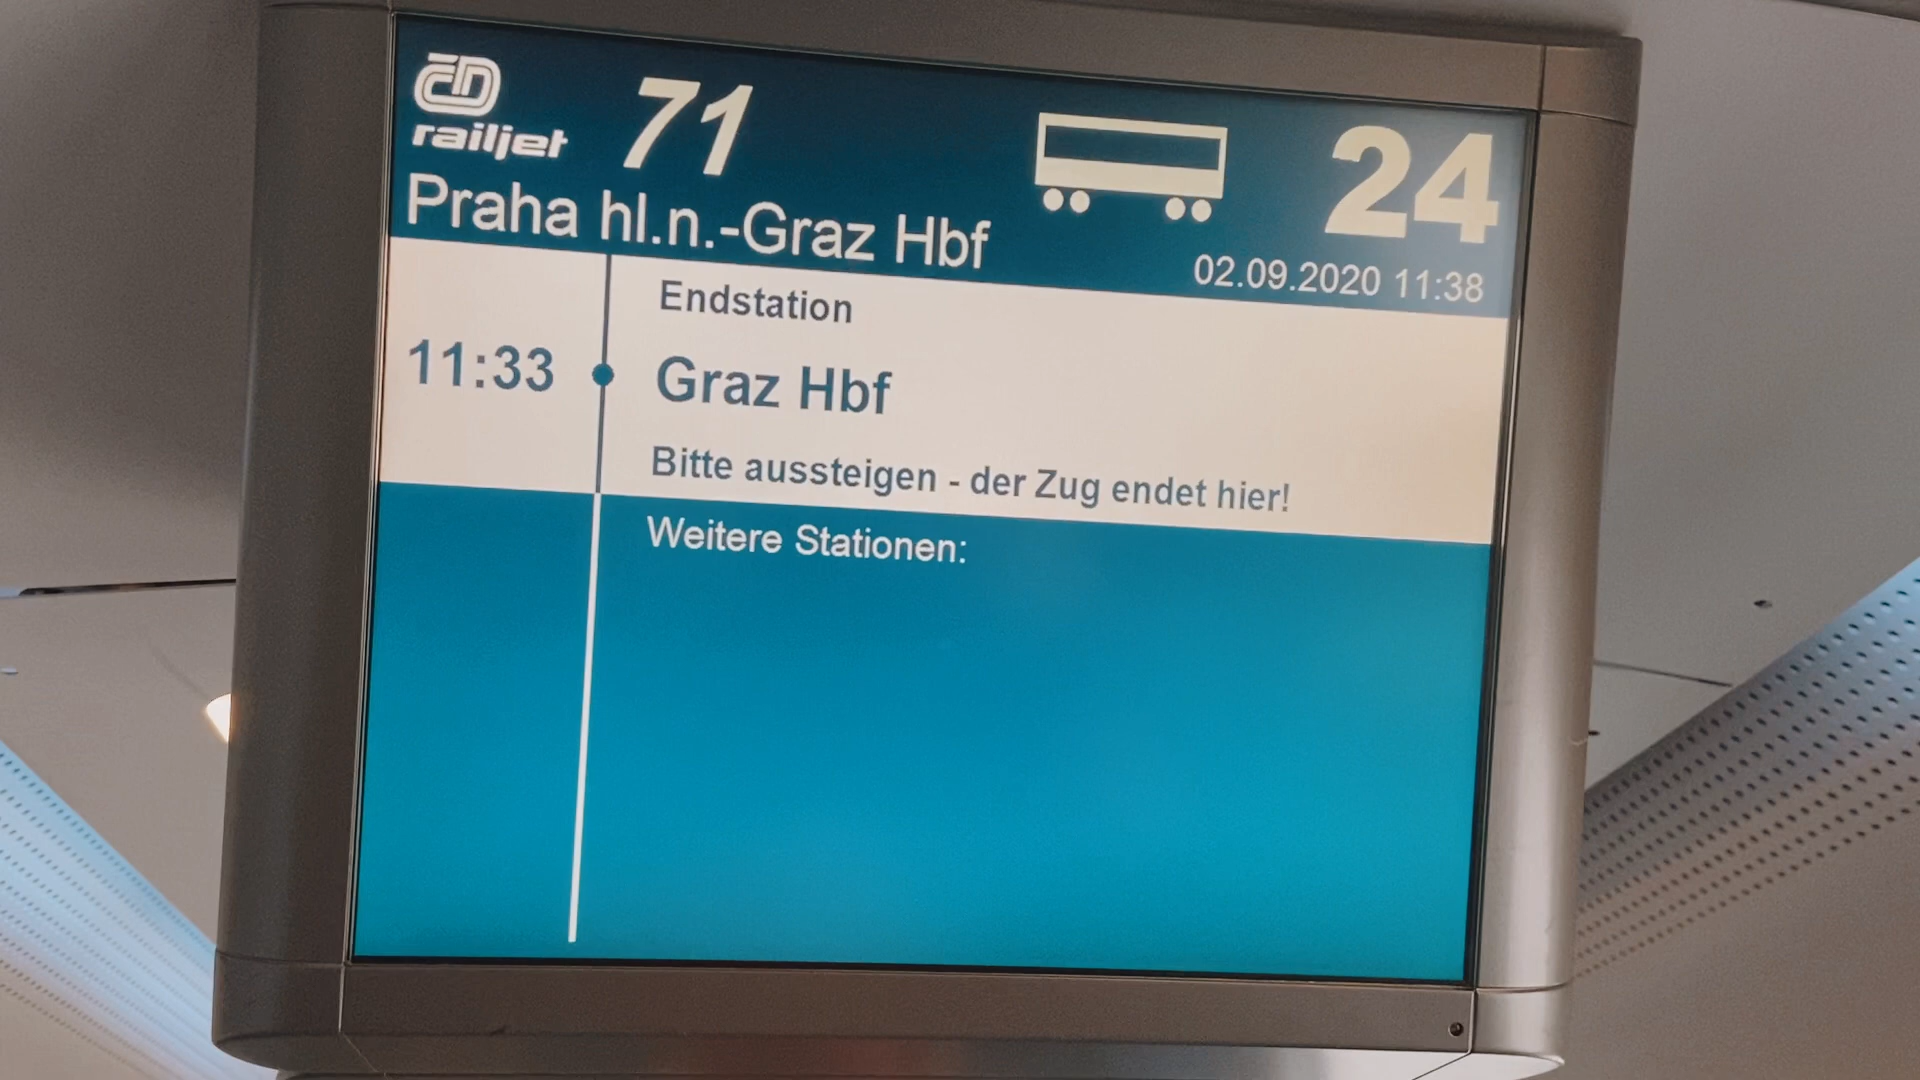 ČD
railjet 71
24
Praha hl.n.-Graz Hbf
02.09.2020 11:38
Endstation
11:33 Graz Hbf
Bitte aussteigen - der Zug endet hier!
Weitere Stationen: